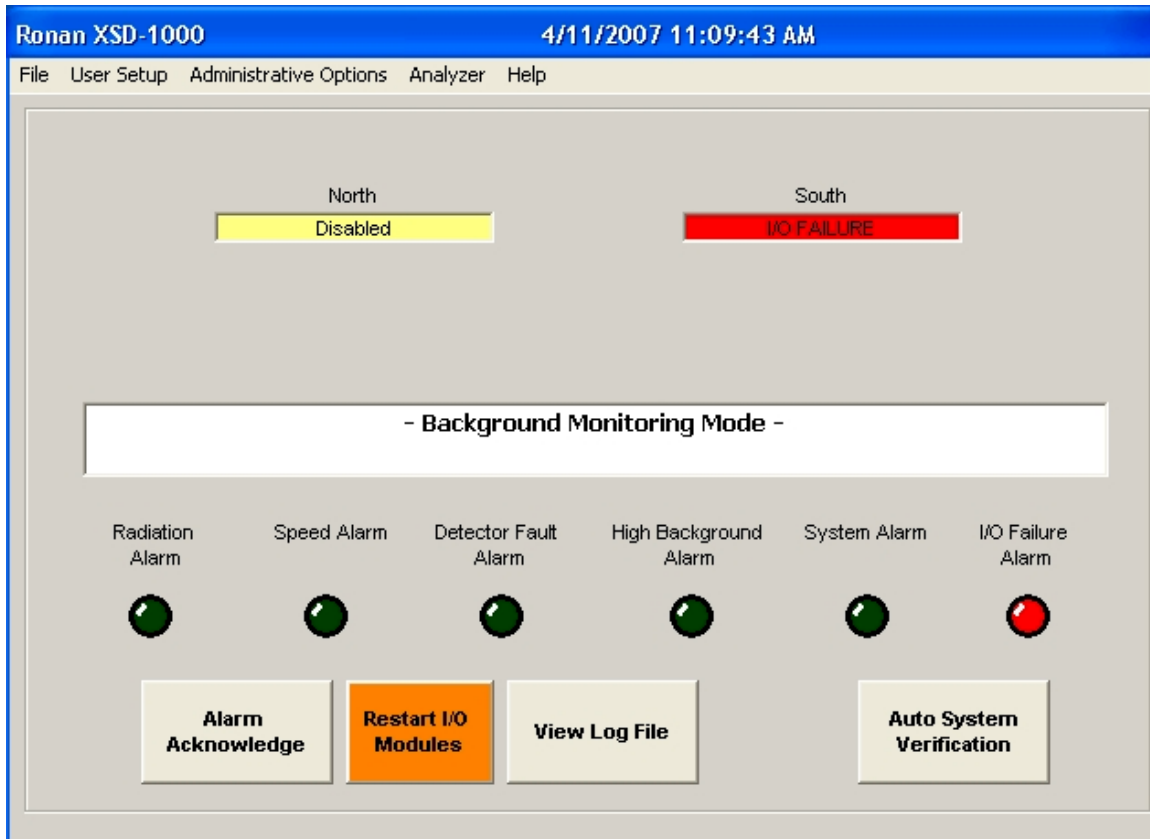 Ronan XSD-1000 4/11/2007 11:09:43 AM
File User Setup Administrative Options Analyzer Help
North South
Disabled I/O FAILURE
- Background Monitoring Mode -
Radiation Speed Alarm Detector Fault High Background System Alarm I/O Failure
Alarm Alarm Alarm Alarm
Alarm Restart I/O View Log File Auto System
Acknowledge Modules Verification